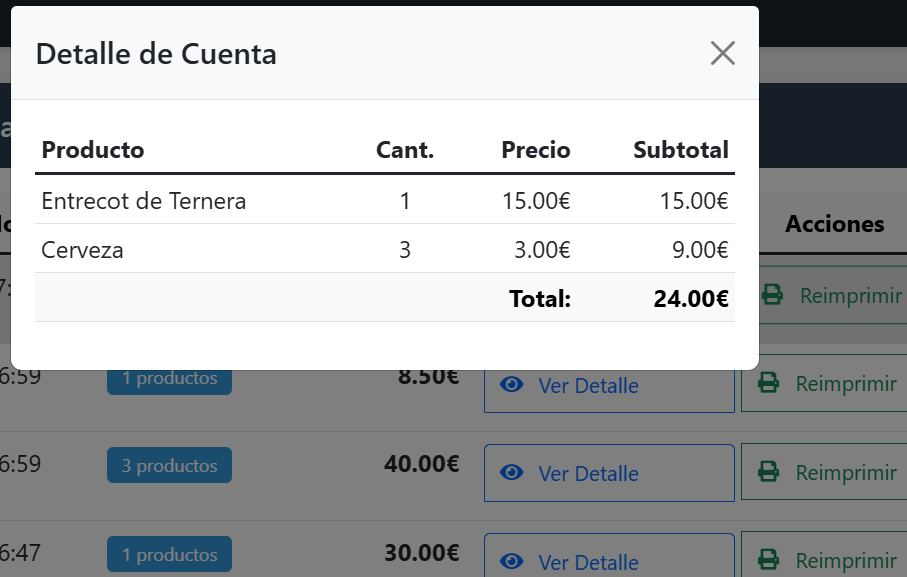 Detalle de Cuenta
Producto Cant. Precio Subtotal
Entrecot de Ternera 1 15.00€ 15.00€
Cerveza 3 3.00€ 9.00€
Total: 24.00€
Acciones
Reimprimir
6:59 1 productos 8.50€ Ver Detalle Reimprimir
6:59 3 productos 40.00€ Ver Detalle Reimprimir
6:47 1 productos 30.00€ Ver Detalle Reimprimir